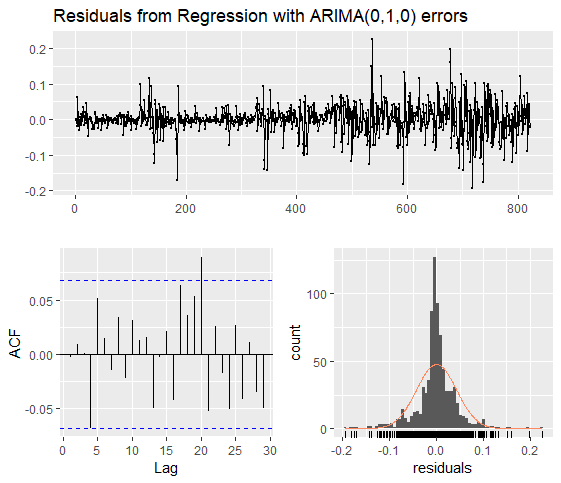 Residuals from Regression with ARIMA(0,1,0) errors
0.2
0.1
0.0
-0.1
-0.2
0 200 400 600 800
0.05
0.00
-0.05
ACF
0 5 10 15 20 25 30
Lag
100
50
0
count
-0.2 -0.1 0.0 0.1 0.2
residuals